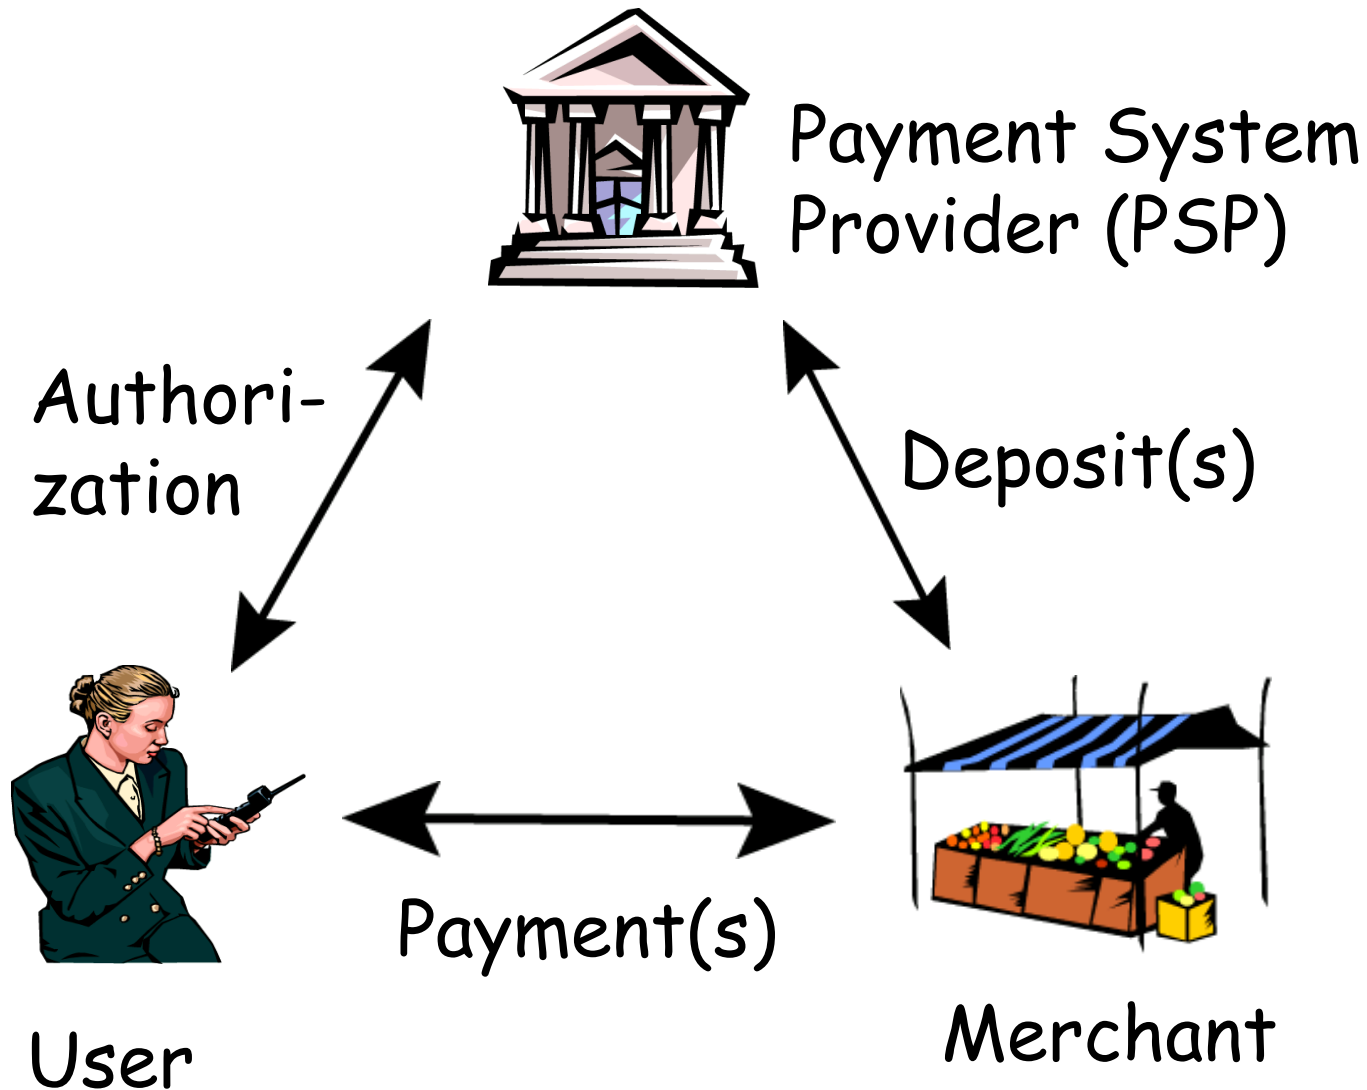 Payment System
Provider (PSP)
Authori-
zation
Deposit(s)
Payment(s)
User
Merchant